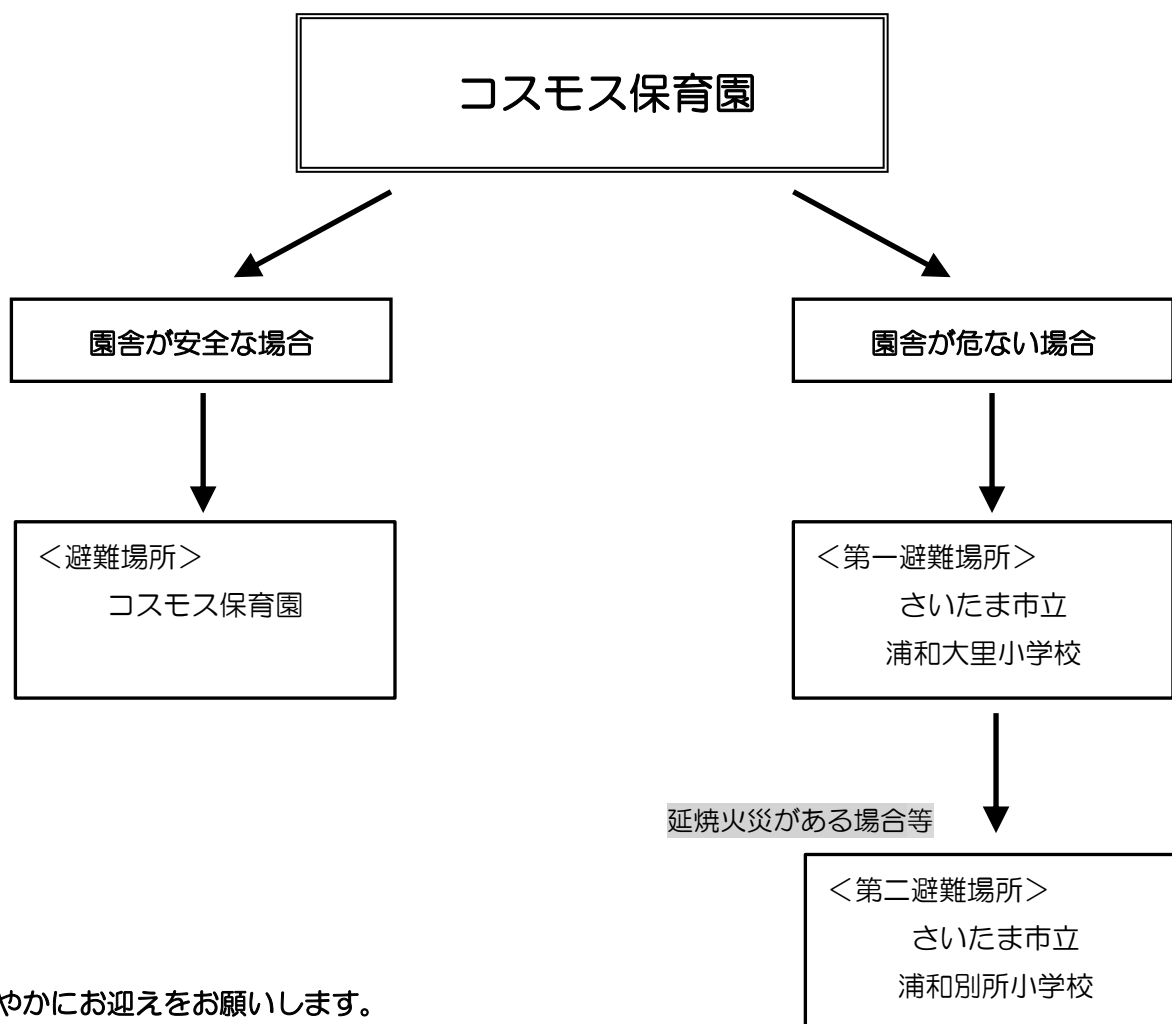 コスモス保育園
園舎が安全な場合
園舎が危ない場合
＜避難場所＞
コスモス保育園
＜第一避難場所＞
さいたま市立
浦和大里小学校
延焼火災がある場合等
＜第二避難場所＞
さいたま市立
浦和別所小学校
やかにお迎えをお願いします。